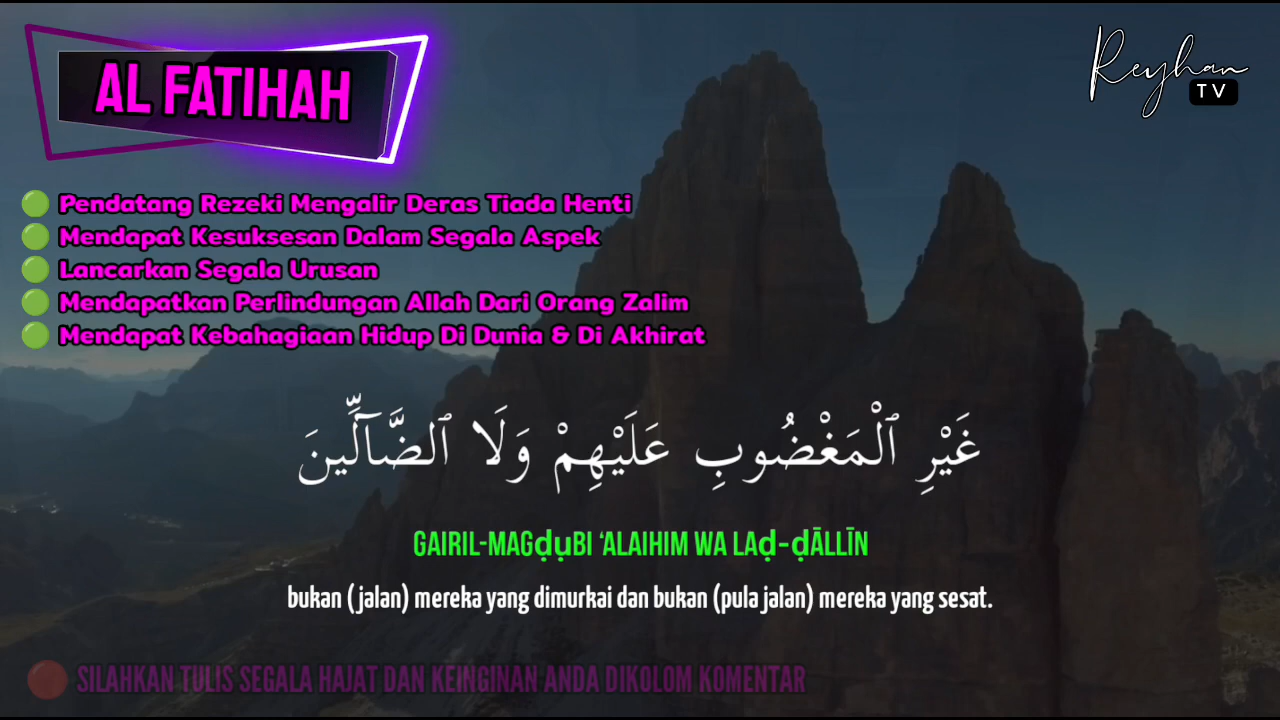 AL FATIHAH
Reyhan
TV
Pendatang Rezeki Mengalir Deras Tiada Henti
Mendapat Kesuksesan Dalam Segala Aspek
Lancarkan Segala Urusan
Mendapatkan Perlindungan Allah Dari Orang Zalim
Mendapat Kebahagiaan Hidup Di Dunia & Di Akhirat
غَيْرِ ٱلْمَغْضُوبِ عَلَيْهِمْ وَلَا ٱلضَّآلِّينَ
GAIRIL-MAGḍụBI ‘ALAIHIM WA LAḍ-ḍĀLLĪN
bukan (jalan) mereka yang dimurkai dan bukan (pula jalan) mereka yang sesat.
SILAHKAN TULIS SEGALA HAJAT DAN KEINGINAN ANDA DIKOLOM KOMENTAR